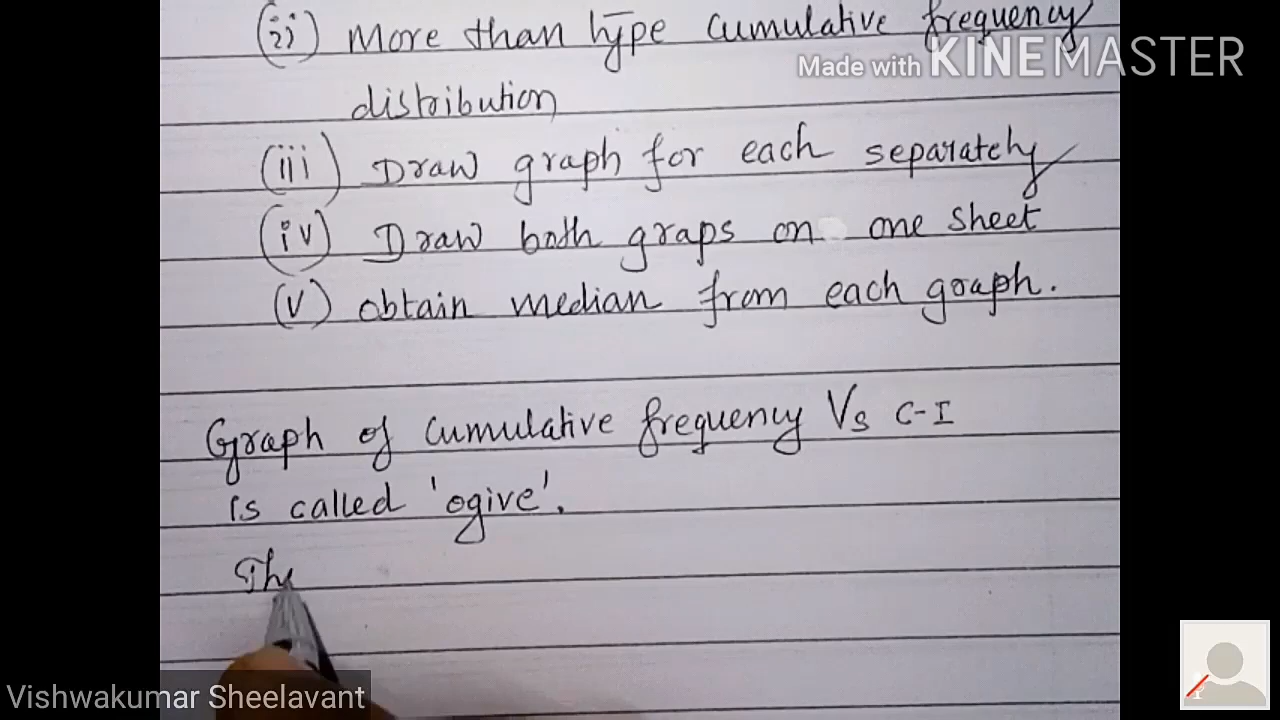 (ii) More than type cumulative frequency
Made with KINEMASTER
distribution
(iii) Draw graph for each separately
(iv) Draw both graps on one sheet
(v) obtain median from each graph.
Graph of cumulative frequency Vs C-I
is called 'ogive'.
The
Vishwakumar Sheelavant